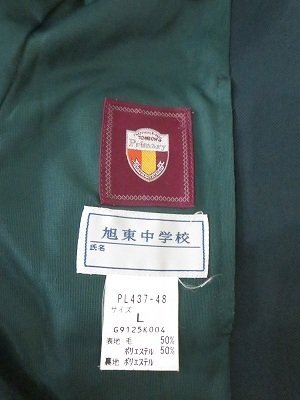 TOMBOW'S
Primary
旭東中学校
氏名
PL437-48
サイズ
L
G9125K004
表地 毛 50%
ポリエステル 50%
裏地 ポリエステル